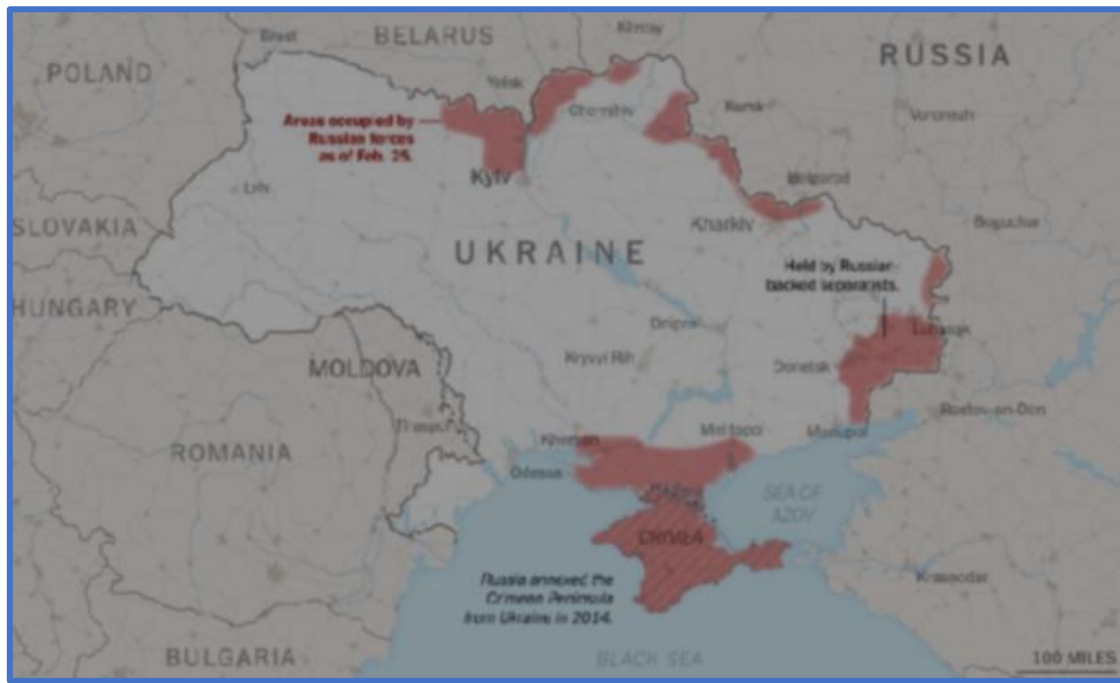 BELARUS
Brest
RUSSIA
POLAND
Kursk
Voronezh
Areas occupied by
Russian forces
as of Feb. 25.
Kyiv
Lviv
Belgorod
SLOVAKIA
Kharkiv
UKRAINE
Held by Russian-
backed separatists.
HUNGARY
Dnipro
Luhansk
MOLDOVA
Kryvyi Rih
Donetsk
Rostov-on-Don
Kherson
Mariupol
ROMANIA
Odessa
SEA OF
AZOV
CRIMEA
Russia annexed the
Crimean Peninsula
from Ukraine in 2014.
Krasnodar
BULGARIA
BLACK SEA
100 MILES